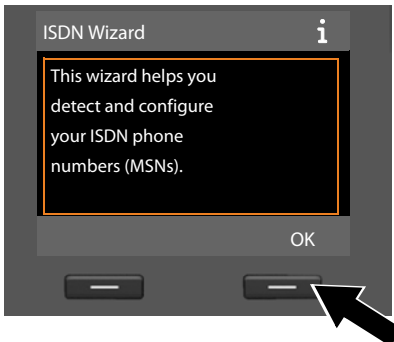 ISDN Wizard i
This wizard helps you
detect and configure
your ISDN phone
numbers (MSNs).
OK